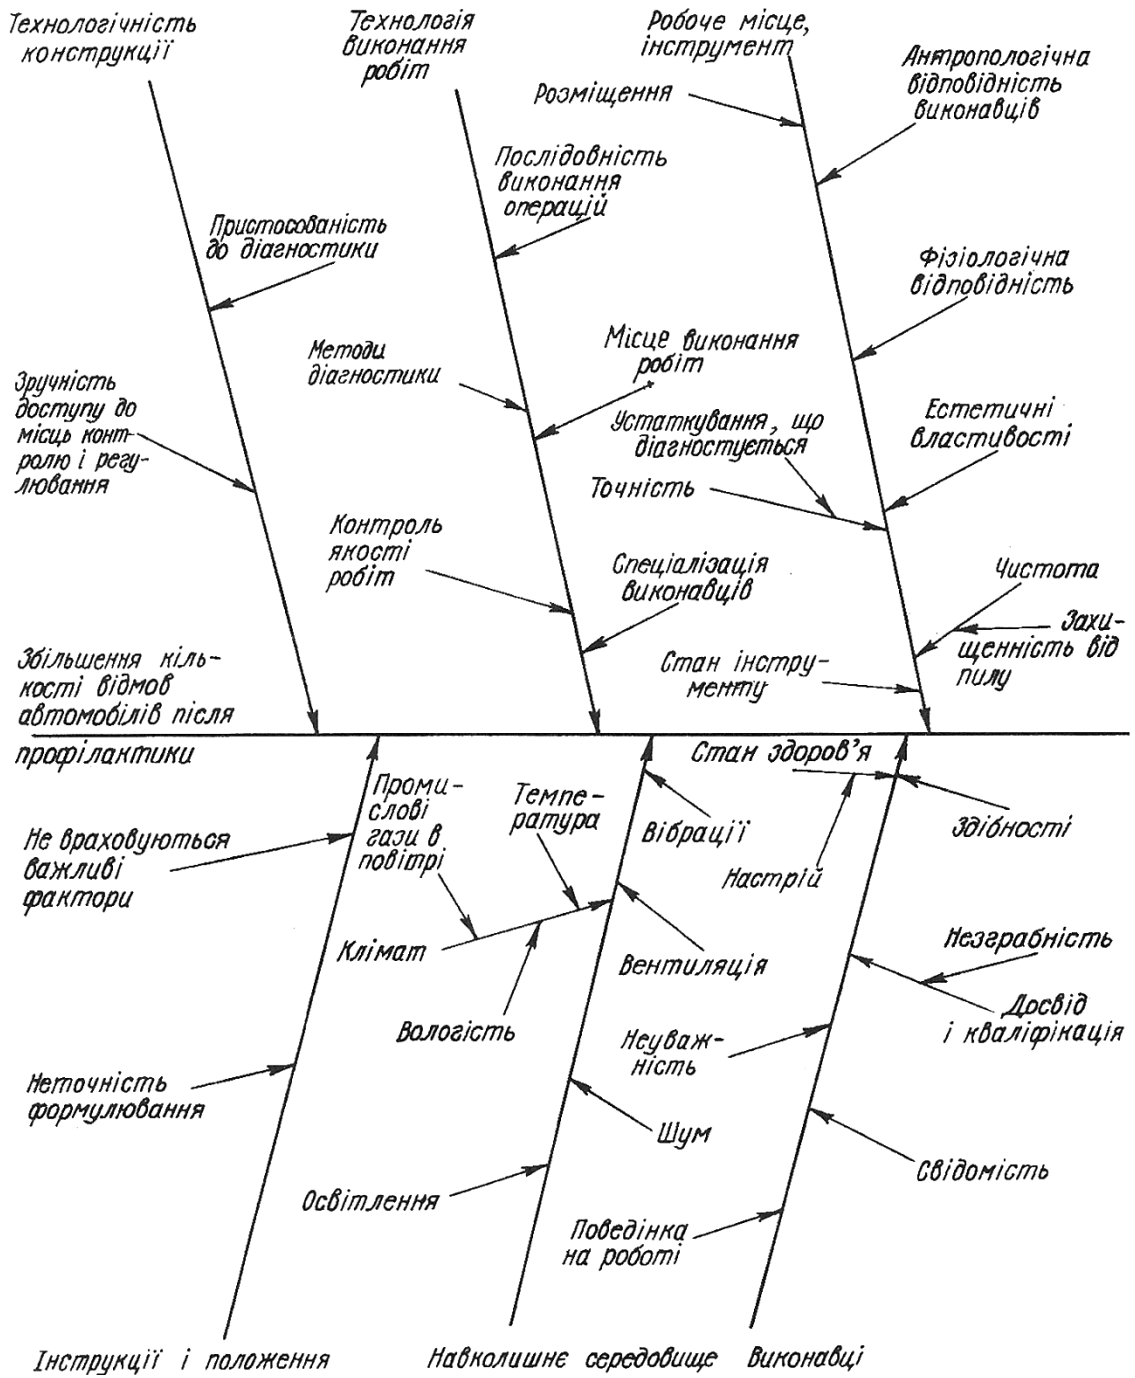 Технологічність
конструкції
Технологія
виконання
робіт
Робоче місце,
інструмент
Розміщення
Антропологічна
відповідність
виконавців
Послідовність
виконання
операцій
Пристосованість
до діагностики
Фізіологічна
відповідність
Методи
діагностики
Місце виконання
робіт
Зручність
доступу до
місць конт-
ролю і регу-
лювання
Устаткування, що
діагностується
Естетичні
властивості
Точність
Контроль
якості
робіт
Спеціалізація
виконавців
Чистота
Захи-
щенність від
пилу
Стан інстру-
менту
Збільшення кіль-
кості відмов
автомобілів після
профілактики
Стан здоров'я
Проми-
слові
гази в
повітрі
Темпе-
ратура
Вібрації
Здібності
Не враховуються
важливі
фактори
Настрій
Клімат
Вентиляція
Незграбність
Досвід
і кваліфікація
Вологість
Неуваж-
ність
Неточність
формулювання
Шум
Свідомість
Освітлення
Поведінка
на роботі
Інструкції і положення
Навколишнє середовище
Виконавці